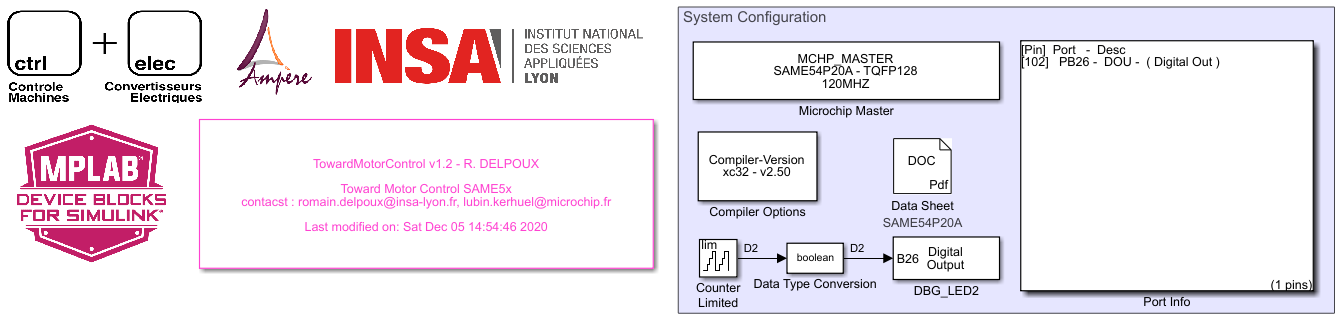 ctrl
elec
Controle
Machines
Convertisseurs
Electriques
Ampere
INSA
INSTITUT NATIONAL
DES SCIENCES
APPLIQUÉES
LYON
MPLAB®
DEVICE BLOCKS
FOR SIMULINK®
TowardMotorControl v1.2 - R. DELPOUX
Toward Motor Control SAME5x
contacst : romain.delpoux@insa-lyon.fr, lubin.kerhuel@microchip.fr
Last modified on: Sat Dec 05 14:54:46 2020
System Configuration
MCHP_MASTER
SAME54P20A - TQFP128
120MHZ
Microchip Master
Compiler-Version
xc32 - v2.50
Compiler Options
DOC
Pdf
Data Sheet
SAME54P20A
lim
D2
boolean
D2
B26
Digital
Output
Counter
Limited
Data Type Conversion
DBG_LED2
[Pin] Port - Desc
[102] PB26 - DOU - ( Digital Out )
(1 pins)
Port Info